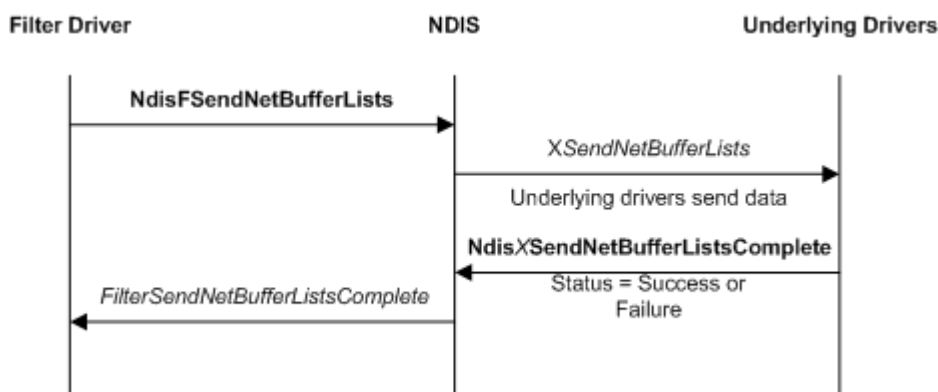 Filter Driver NDIS Underlying Drivers
NdisFSendNetBufferLists
XSendNetBufferLists
Underlying drivers send data
NdisXSendNetBufferListsComplete
Status = Success or
Failure
FilterSendNetBufferListsComplete